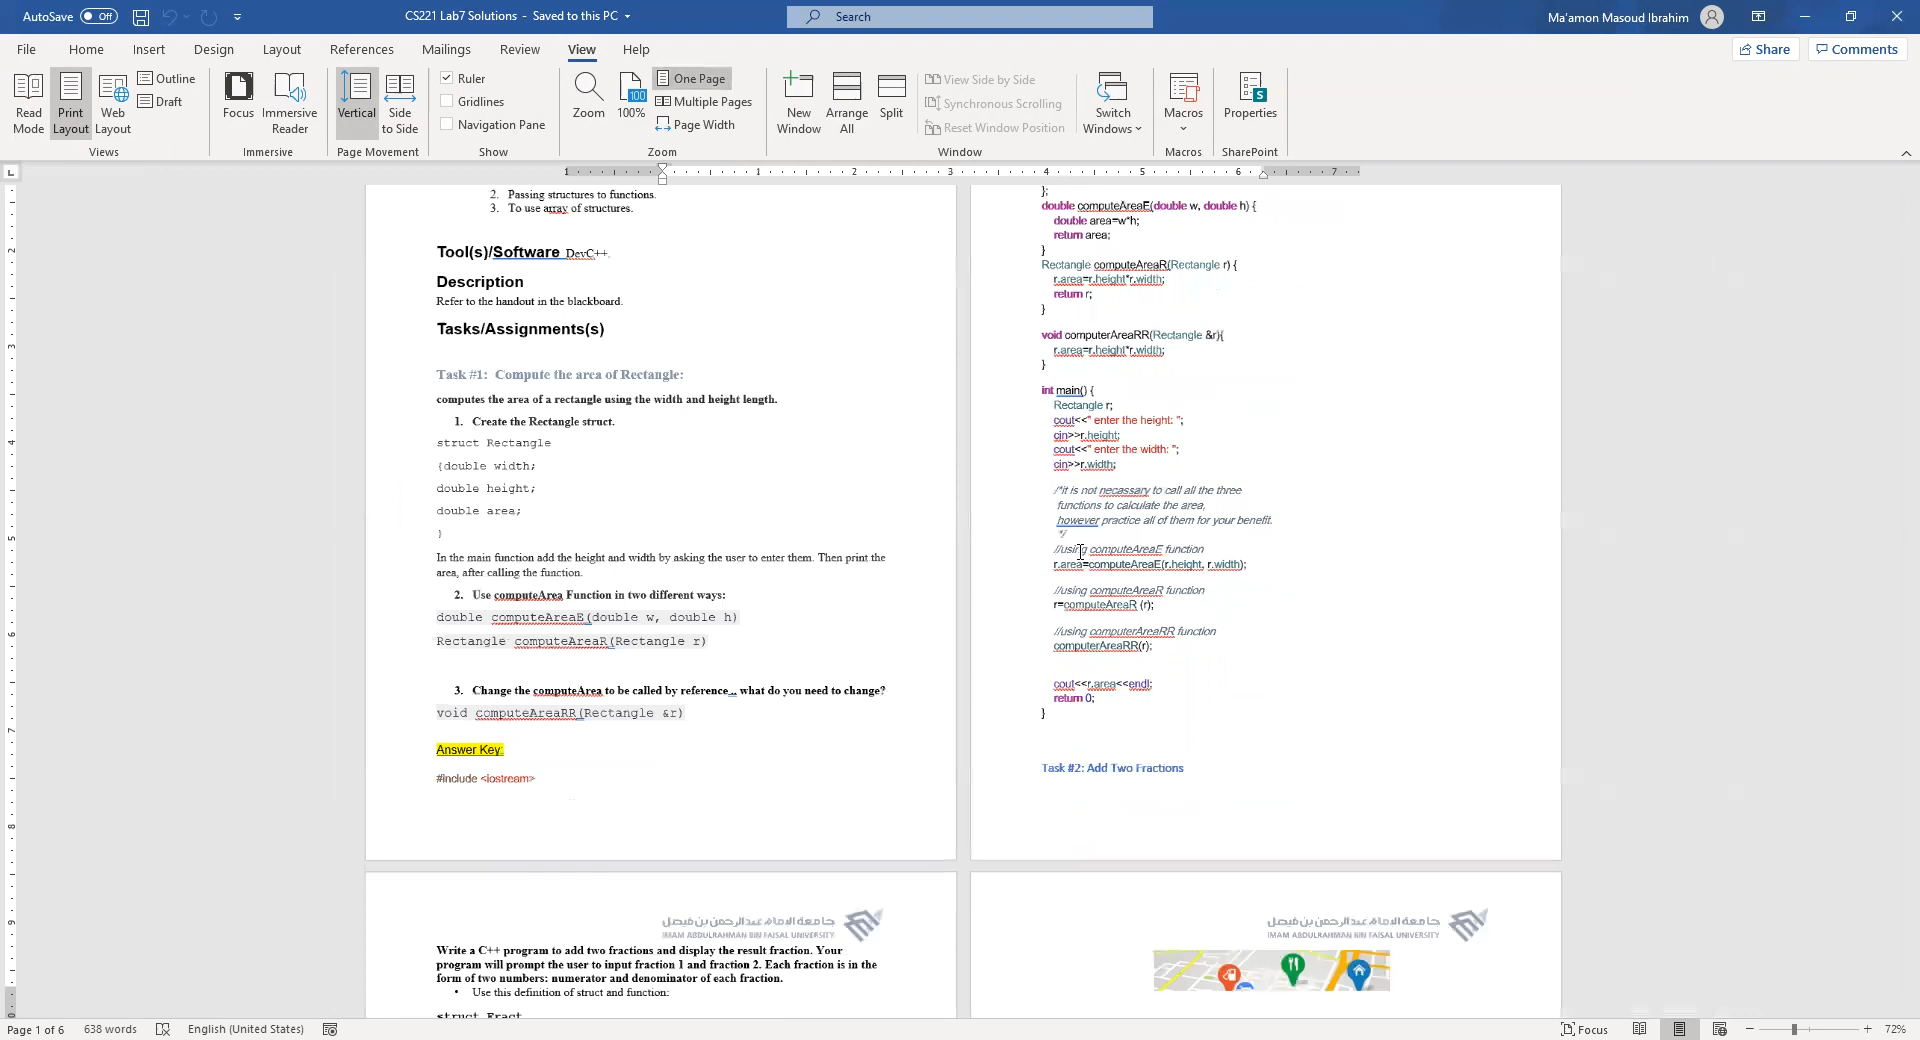 AutoSave Off
CS221 Lab7 Solutions - Saved to this PC
Search
Ma'amon Masoud Ibrahim
File Home Insert Design Layout References Mailings Review View Help
Share Comments
Read Mode
Print Layout
Web Layout
Outline
Draft
Views
Focus
Immersive Reader
Immersive
Vertical
Side to Side
Page Movement
Ruler
Gridlines
Navigation Pane
Show
Zoom
100
100%
One Page
Multiple Pages
Page Width
Zoom
New Window
Arrange All
Split
View Side by Side
Synchronous Scrolling
Reset Window Position
Switch Windows
Window
Macros
Macros
Properties
SharePoint
1 1 2 3 4 5 6 7
2. Passing structures to functions.
3. To use array of structures.
Tool(s)/Software DevC++.
Description
Refer to the handout in the blackboard.
Tasks/Assignments(s)
Task #1: Compute the area of Rectangle:
computes the area of a rectangle using the width and height length.
1. Create the Rectangle struct.
struct Rectangle
{double width;
double height;
double area;
}
In the main function add the height and width by asking the user to enter them. Then print the
area, after calling the function.
2. Use computeArea Function in two different ways:
double computeAreaE(double w, double h)
Rectangle computeAreaR(Rectangle r)
3. Change the computeArea to be called by reference .. what do you need to change?
void computeAreaRR(Rectangle &r)
Answer Key:
#include <iostream>
};
double computeAreaE(double w, double h) {
double area=w*h;
return area;
}
Rectangle computeAreaR(Rectangle r) {
r.area=r.height*r.width;
return r;
}
void computerAreaRR(Rectangle &r){
r.area=r.height*r.width;
}
int main() {
Rectangle r;
cout<<" enter the height: ";
cin>>r.height;
cout<<" enter the width: ";
cin>>r.width;
/*it is not necassary to call all the three
functions to calculate the area,
however practice all of them for your benefit.
*/
//using computeAreaE function
r.area=computeAreaE(r.height, r.width);
//using computeAreaR function
r=computeAreaR (r);
//using computerAreaRR function
computerAreaRR(r);
cout<<r.area<<endl;
return 0;
}
Task #2: Add Two Fractions
جامعة الإمام عبد الرحمن بن فيصل
IMAM ABDULRAHMAN BIN FAISAL UNIVERSITY
Write a C++ program to add two fractions and display the result fraction. Your
program will prompt the user to input fraction 1 and fraction 2. Each fraction is in the
form of two numbers: numerator and denominator of each fraction.
• Use this definition of struct and function:
struct Fract
جامعة الإمام عبد الرحمن بن فيصل
IMAM ABDULRAHMAN BIN FAISAL UNIVERSITY
Page 1 of 6 638 words English (United States)
Focus 72%